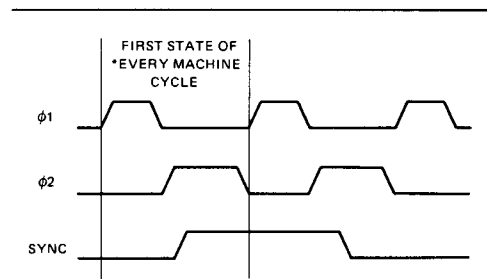 FIRST STATE OF
*EVERY MACHINE
CYCLE
ϕ1
ϕ2
SYNC